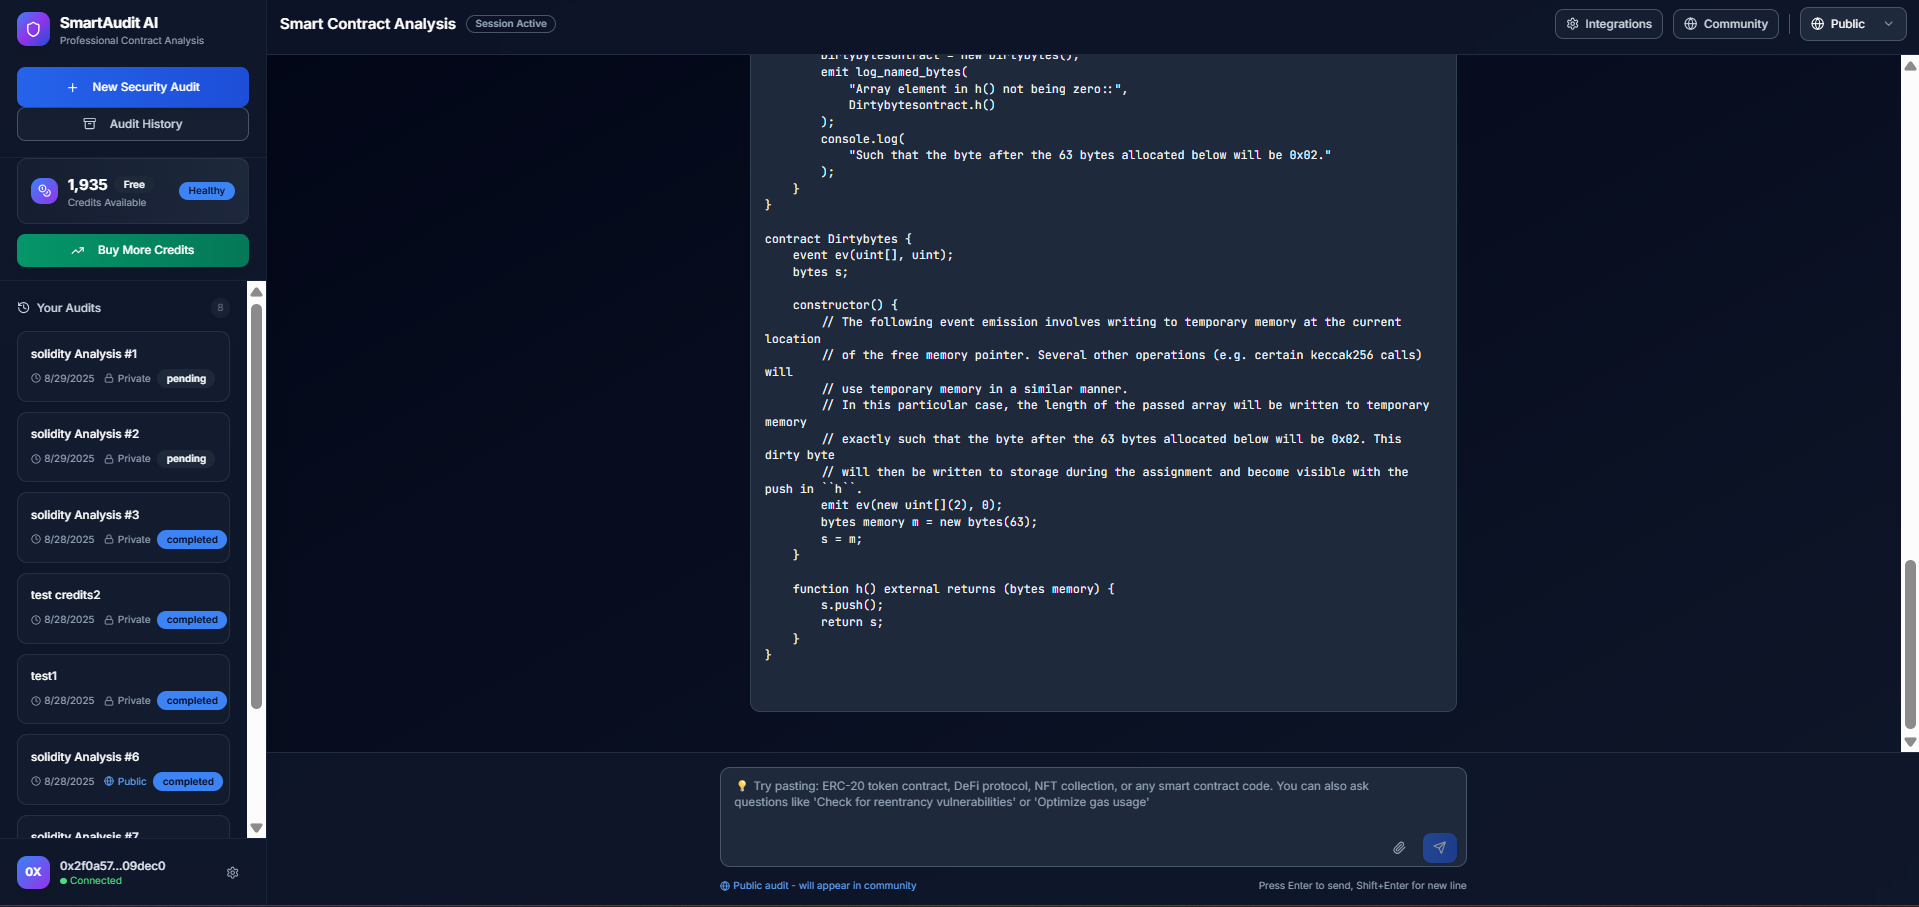 SmartAudit AI
Professional Contract Analysis
New Security Audit
Audit History
1,935 Free
Credits Available
Healthy
Buy More Credits
Your Audits
8
solidity Analysis #1
8/29/2025 Private pending
solidity Analysis #2
8/29/2025 Private pending
solidity Analysis #3
8/28/2025 Private completed
test credits2
8/28/2025 Private completed
test1
8/28/2025 Private completed
solidity Analysis #6
8/28/2025 Public completed
solidity Analysis #7
0X
0x2f0a57...09dec0
Connected
Smart Contract Analysis Session Active
Integrations
Community
Public
Dirtybytesontract = new Dirtybytes();
emit log_named_bytes(
"Array element in h() not being zero::",
Dirtybytesontract.h()
);
console.log(
"Such that the byte after the 63 bytes allocated below will be 0x02."
);
}
}
contract Dirtybytes {
event ev(uint[], uint);
bytes s;
constructor() {
// The following event emission involves writing to temporary memory at the current
location
// of the free memory pointer. Several other operations (e.g. certain keccak256 calls)
will
// use temporary memory in a similar manner.
// In this particular case, the length of the passed array will be written to temporary
memory
// exactly such that the byte after the 63 bytes allocated below will be 0x02. This
dirty byte
// will then be written to storage during the assignment and become visible with the
push in ``h``.
emit ev(new uint[](2), 0);
bytes memory m = new bytes(63);
s = m;
}
function h() external returns (bytes memory) {
s.push();
return s;
}
}
💡 Try pasting: ERC-20 token contract, DeFi protocol, NFT collection, or any smart contract code. You can also ask
questions like 'Check for reentrancy vulnerabilities' or 'Optimize gas usage'
Public audit - will appear in community
Press Enter to send, Shift+Enter for new line